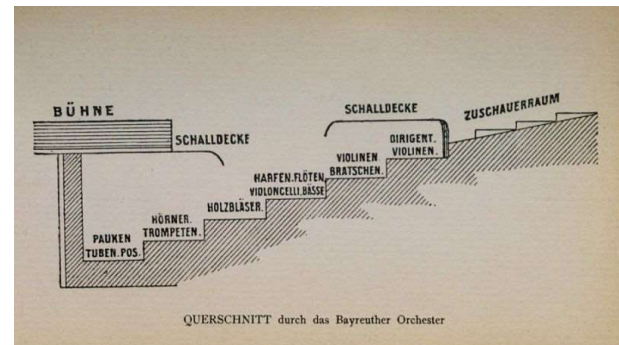 BÜHNE
SCHALLDECKE
SCHALLDECKE
ZUSCHAUERRAUM
DIRIGENT.
VIOLINEN.
VIOLINEN
BRATSCHEN.
HARFEN. FLÖTEN,
VIOLONCELLI. BÄSSE
HOLZBLÄSER.
HÖRNER.
TROMPETEN.
PAUKEN
TUBEN. POS.
QUERSCHNITT durch das Bayreuther Orchester